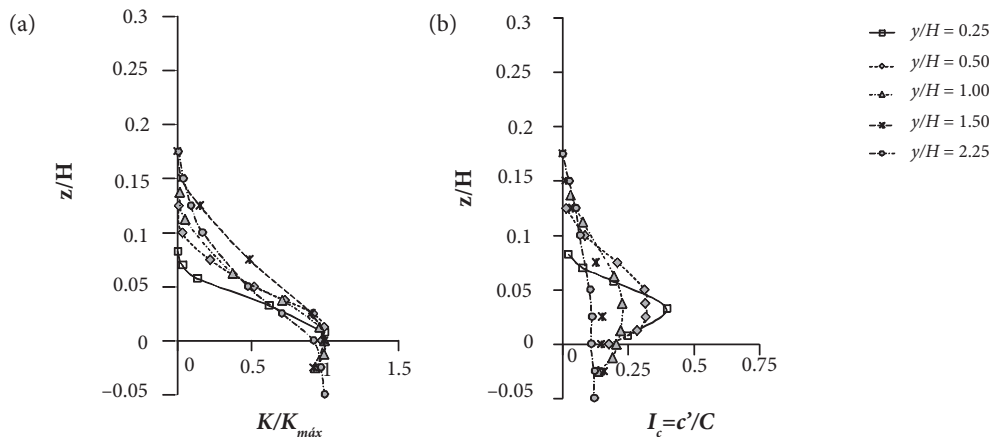 (a)
z/H
0.3
0.25
0.2
0.15
0.1
0.05
0
−0.05
0
0.5
1
1.5
K/Kmáx
(b)
z/H
0.3
0.25
0.2
0.15
0.1
0.05
0
−0.05
0
0.25
0.50
0.75
Ic=c’/C
y/H = 0.25
y/H = 0.50
y/H = 1.00
y/H = 1.50
y/H = 2.25